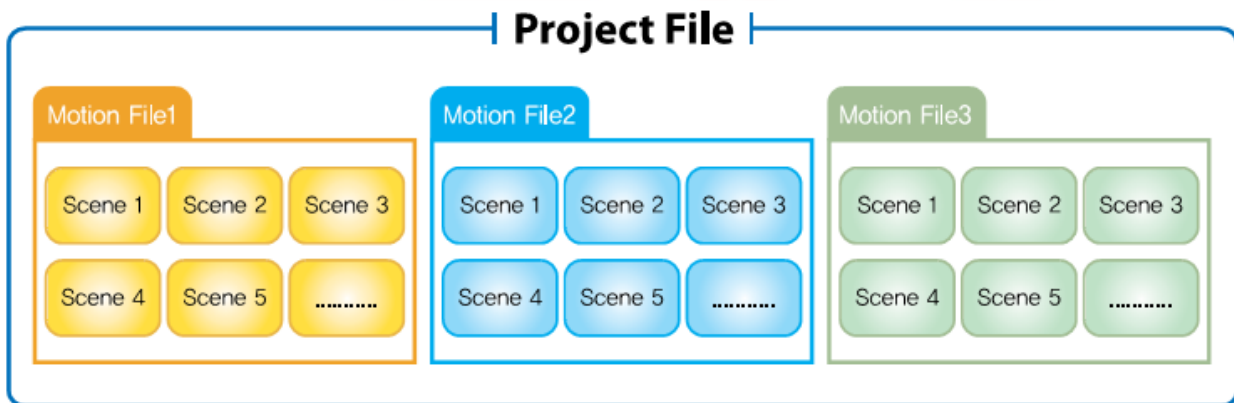 Project File
Motion File1
Scene 1
Scene 2
Scene 3
Scene 4
Scene 5
..........
Motion File2
Scene 1
Scene 2
Scene 3
Scene 4
Scene 5
..........
Motion File3
Scene 1
Scene 2
Scene 3
Scene 4
Scene 5
..........